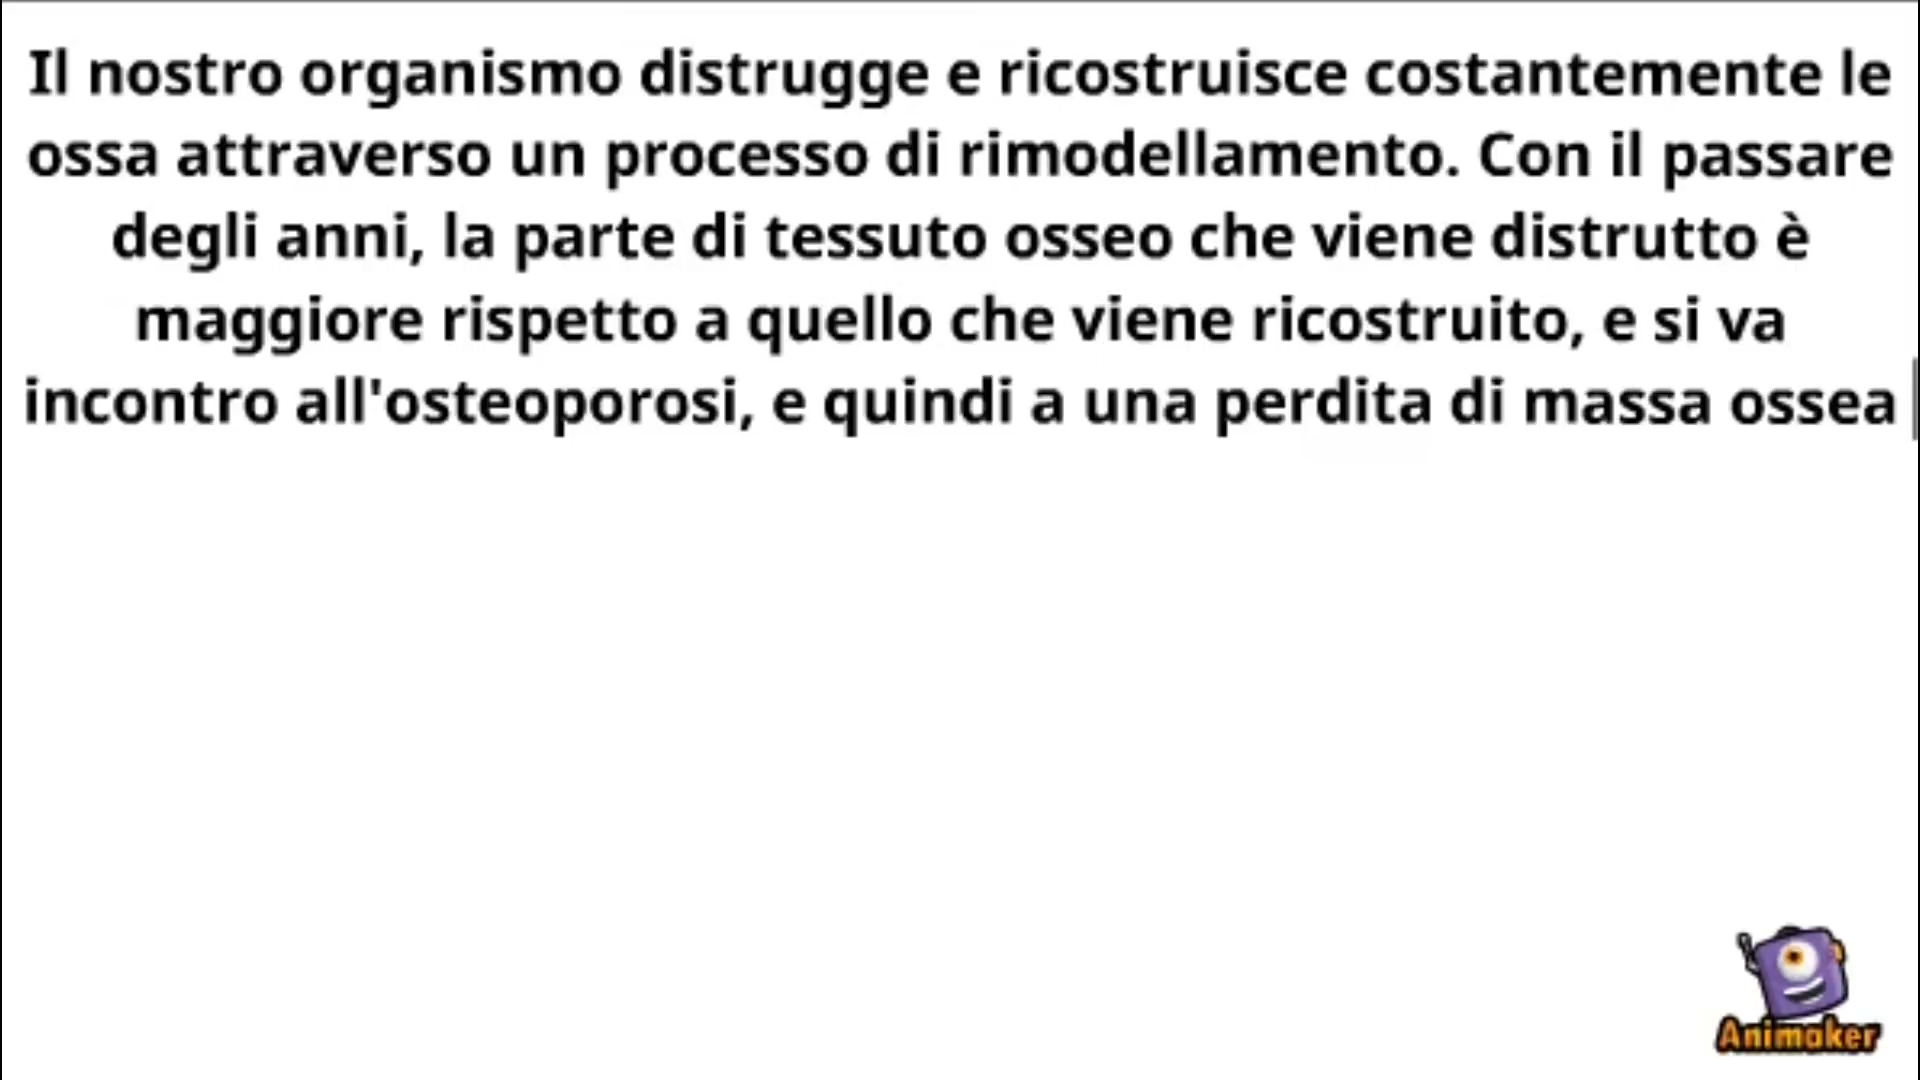 Il nostro organismo distrugge e ricostruisce costantemente le
ossa attraverso un processo di rimodellamento. Con il passare
degli anni, la parte di tessuto osseo che viene distrutto è
maggiore rispetto a quello che viene ricostruito, e si va
incontro all'osteoporosi, e quindi a una perdita di massa ossea
Animaker